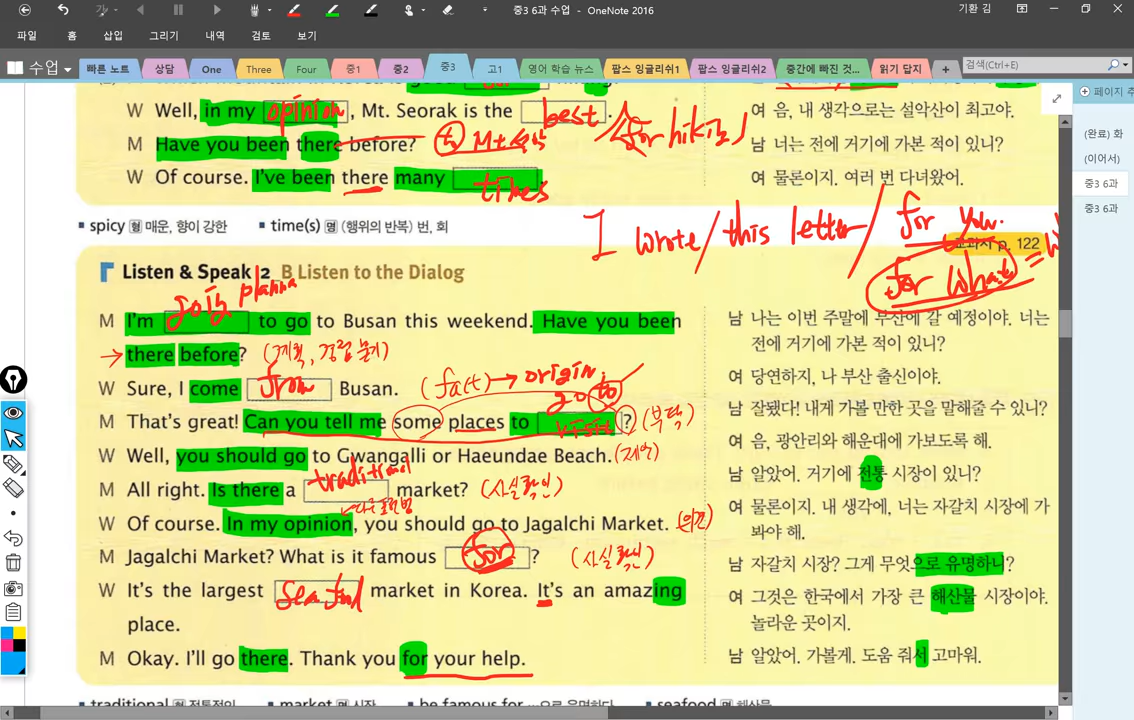 중3 6과 수업 - OneNote 2016
기환 김
파일 홈 삽입 그리기 내역 검토 보기
수업 빠른 노트 상담 One Three Four 중1 중2 중3 고1 영어 학습 뉴스 팝스 잉글리쉬1 팝스 잉글리쉬2 중간에 빠진 것... 읽기 답지 + 검색(Ctrl+E)
페이지 추
(완료) 화
(이어서)
중3 6과
중3 6과
W Well, in my opinion, Mt. Seorak is the best. for hiking
여 음, 내 생각으로는 설악산이 최고야.
M Have you been there before?
남 너는 전에 거기에 가본 적이 있니?
W Of course. I've been there many times
여 물론이지. 여러 번 다녀왔어.
▪ spicy 형 매운, 향이 강한 ▪ time(s) 명 (행위의 반복) 번, 회
I wrote / this letter / for you.
교과서 p. 122
for what =
Listen & Speak 2 B Listen to the Dialog
going planning
M I'm to go to Busan this weekend. Have you been
→ there before?
남 나는 이번 주말에 부산에 갈 예정이야. 너는
전에 거기에 가본 적이 있니?
W Sure, I come from Busan. (fact) → origin.
여 당연하지, 나 부산 출신이야.
go to
M That's great! Can you tell me some places to visit? (부탁)
남 잘됐다! 내게 가볼 만한 곳을 말해줄 수 있니?
W Well, you should go to Gwangalli or Haeundae Beach. (제안)
여 음, 광안리와 해운대에 가보도록 해.
M All right. Is there a traditional market? (사실확인)
남 알았어. 거기에 전통 시장이 있니?
W Of course. In my opinion, you should go to Jagalchi Market. (의견)
여 물론이지. 내 생각에, 너는 자갈치 시장에 가
봐야 해.
M Jagalchi Market? What is it famous for? (사실확인)
남 자갈치 시장? 그게 무엇으로 유명하니?
W It's the largest seafood market in Korea. It's an amazing
place.
여 그것은 한국에서 가장 큰 해산물 시장이야.
놀라운 곳이지.
M Okay. I'll go there. Thank you for your help.
남 알았어. 가볼게. 도움 줘서 고마워.
▪ traditional 형 전통적인 ▪ market 명 시장 ▪ be famous for ...으로 유명하다 ▪ seafood 명 해산물